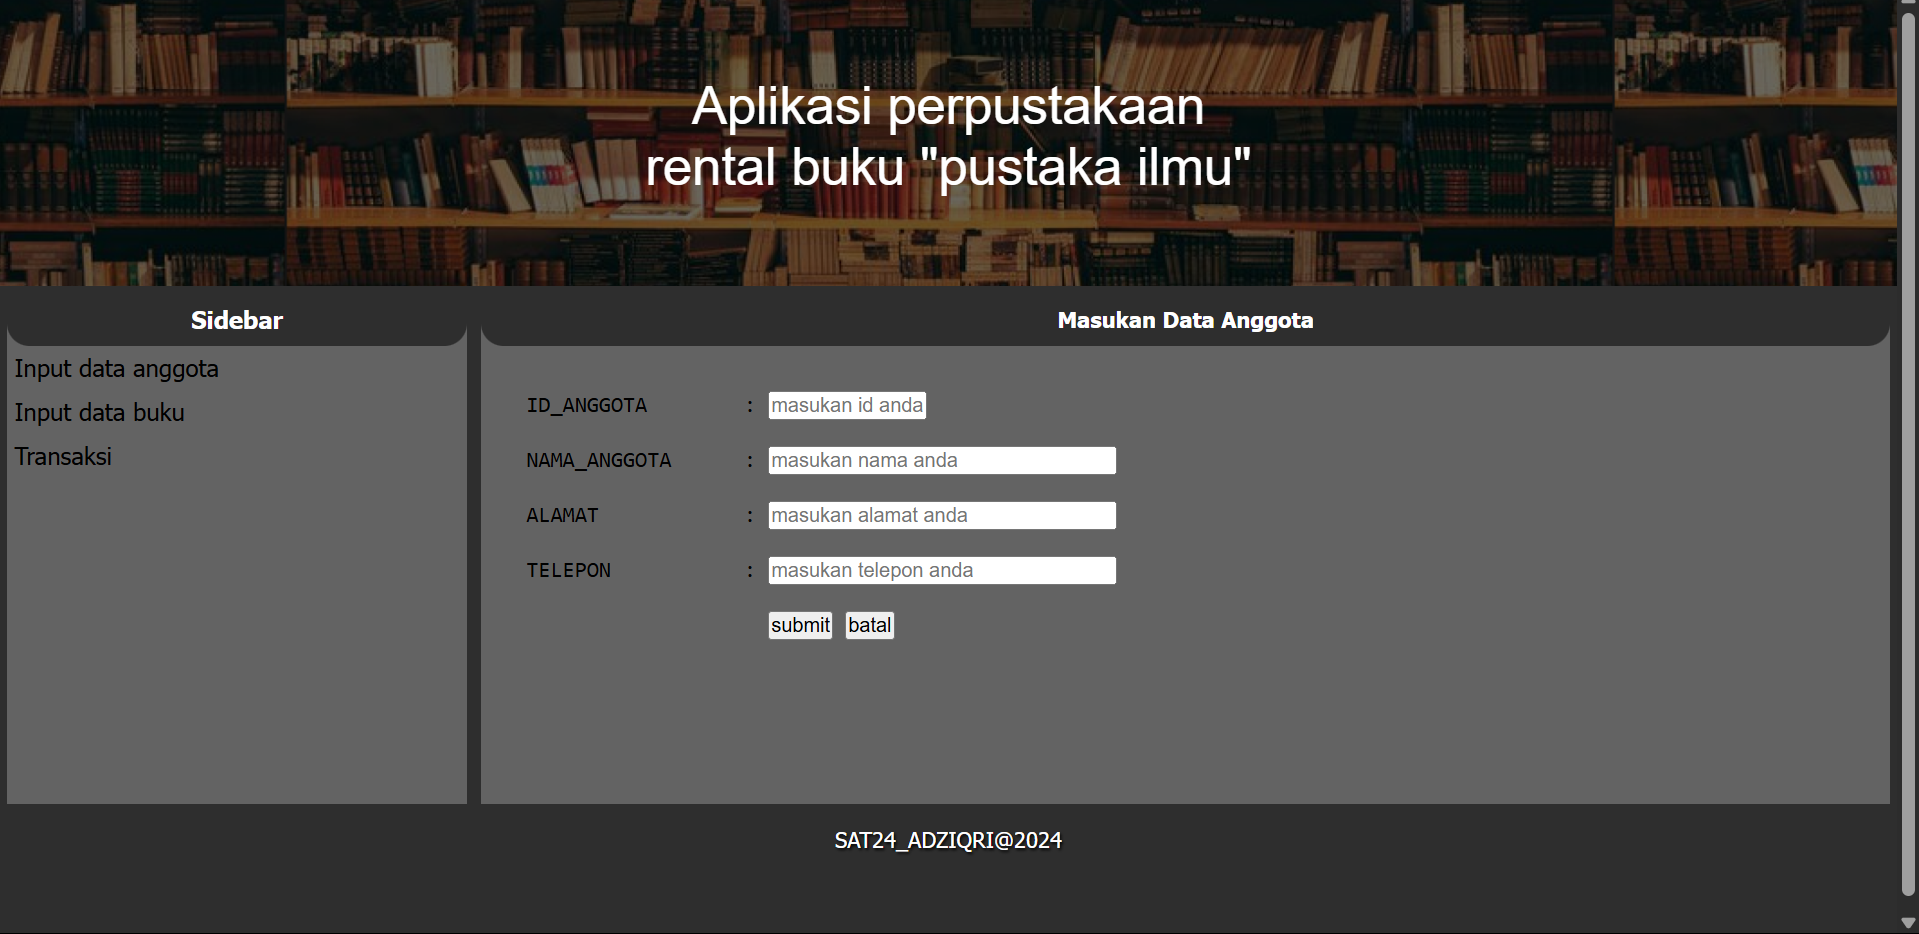 Aplikasi perpustakaan
rental buku "pustaka ilmu"
Sidebar
Input data anggota
Input data buku
Transaksi
Masukan Data Anggota
ID_ANGGOTA : masukan id anda
NAMA_ANGGOTA : masukan nama anda
ALAMAT : masukan alamat anda
TELEPON : masukan telepon anda
submit batal
SAT24_ADZIQRI@2024